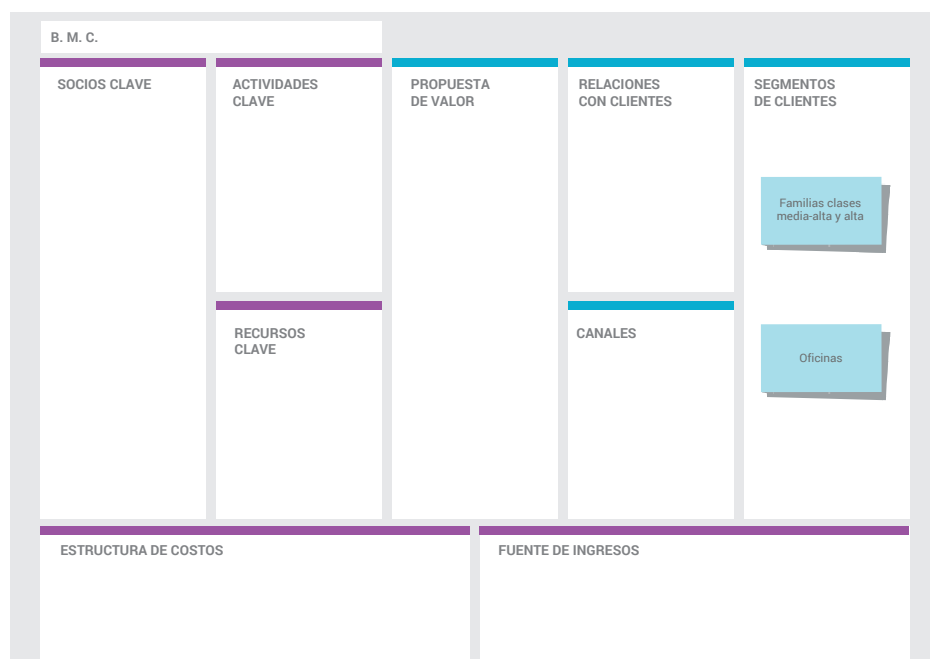 B. M. C.
SOCIOS CLAVE
ACTIVIDADES
CLAVE
RECURSOS
CLAVE
PROPUESTA
DE VALOR
RELACIONES
CON CLIENTES
CANALES
SEGMENTOS
DE CLIENTES
Familias clases
media-alta y alta
Oficinas
ESTRUCTURA DE COSTOS
FUENTE DE INGRESOS